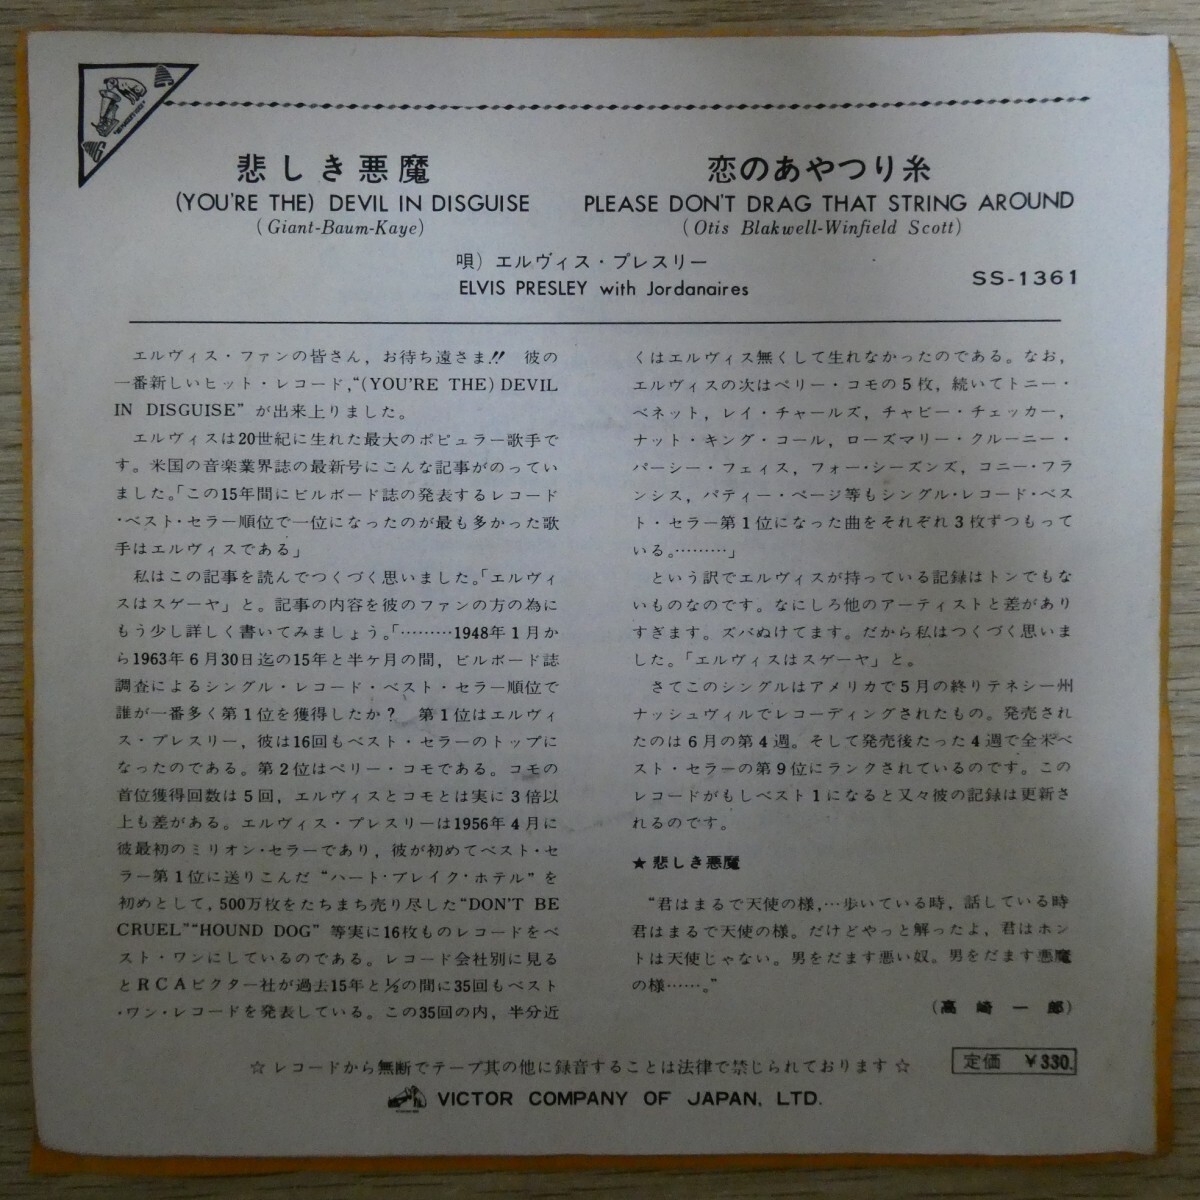 悲しき悪魔
(YOU'RE THE) DEVIL IN DISGUISE
(Giant-Baum-Kaye)
恋のあやつり糸
PLEASE DON'T DRAG THAT STRING AROUND
(Otis Blakwell-Winfield Scott)
唄) エルヴィス・プレスリー
ELVIS PRESLEY with Jordanaires
SS-1361
エルヴィス・ファンの皆さん，お待ち遠さま!! 彼の
一番新しいヒット・レコード,“(YOU'RE THE) DEVIL
IN DISGUISE” が出来上りました。
エルヴィスは20世紀に生れた最大のポピュラー歌手で
す。米国の音楽業界誌の最新号にこんな記事がのってい
ました。「この15年間にビルボード誌の発表するレコード
・ベスト・セラー順位で一位になったのが最も多かった歌
手はエルヴィスである」
私はこの記事を読んでつくづく思いました。「エルヴィ
スはスゲーヤ」と。記事の内容を彼のファンの方の為に
もう少し詳しく書いてみましょう。「………1948年1月か
ら1963年6月30日迄の15年と半ケ月の間，ビルボード誌
調査によるシングル・レコード・ベスト・セラー順位で
誰が一番多く第1位を獲得したか？ 第1位はエルヴィ
ス・プレスリー，彼は16回もベスト・セラーのトップに
なったのである。第2位はペリー・コモである。コモの
首位獲得回数は5回，エルヴィスとコモとは実に3倍以
上も差がある。エルヴィス・プレスリーは1956年4月に
彼最初のミリオン・セラーであり，彼が初めてベスト・セ
ラー第1位に送りこんだ “ハート・ブレイク・ホテル” を
初めとして，500万枚をたちまち売り尽した“DON'T BE
CRUEL”“HOUND DOG” 等実に16枚ものレコードをベ
スト・ワンにしているのである。レコード会社別に見る
とRCAビクター社が過去15年と½の間に35回もベスト
・ワン・レコードを発表している。この35回の内，半分近
くはエルヴィス無くして生れなかったのである。なお，
エルヴィスの次はペリー・コモの5枚，続いてトニー・
ベネット，レイ・チャールズ，チャビー・チェッカー，
ナット・キング・コール，ローズマリー・クルーニー・
パーシー・フェイス，フォー・シーズンズ，コニー・フラ
ンシス，パティー・ページ等もシングル・レコード・ベス
ト・セラー第1位になった曲をそれぞれ3枚ずつもって
いる。………」
という訳でエルヴィスが持っている記録はトンでもな
いものなのです。なにしろ他のアーティストと差があり
すぎます。ズバぬけてます。だから私はつくづく思いま
した。「エルヴィスはスゲーヤ」と。
さてこのシングルはアメリカで5月の終りテネシー州
ナッシュヴィルでレコーディングされたもの。発売され
たのは6月の第4週。そして発売後たった4週で全米ベ
スト・セラーの第9位にランクされているのです。この
レコードがもしベスト1になると又々彼の記録は更新さ
れるのです。
★ 悲しき悪魔
“君はまるで天使の様，…歩いている時，話している時
君はまるで天使の様。だけどやっと解ったよ，君はホン
トは天使じゃない。男をだます悪い奴。男をだます悪魔
の様……。”
(高崎一郎)
☆ レコードから無断でテープ其の他に録音することは法律で禁じられております ☆
定価 ¥330.
VICTOR COMPANY OF JAPAN, LTD.